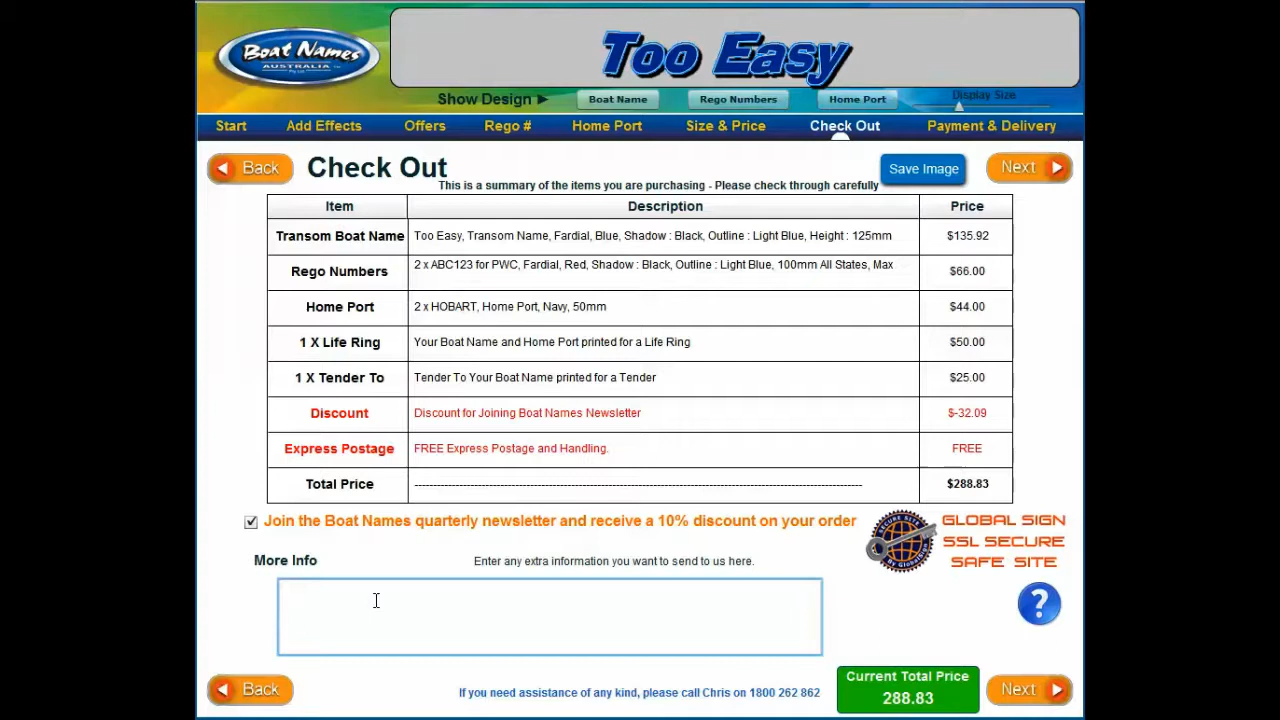 Boat Names
AUSTRALIA
Too Easy
Show Design ▶ Boat Name Rego Numbers Home Port Display Size
Start Add Effects Offers Rego # Home Port Size & Price Check Out Payment & Delivery
Back Check Out Save Image Next
This is a summary of the items you are purchasing - Please check through carefully
Item Description Price
Transom Boat Name Too Easy, Transom Name, Fardial, Blue, Shadow : Black, Outline : Light Blue, Height : 125mm $135.92
Rego Numbers 2 x ABC123 for PWC, Fardial, Red, Shadow : Black, Outline : Light Blue, 100mm All States, Max $66.00
Home Port 2 x HOBART, Home Port, Navy, 50mm $44.00
1 X Life Ring Your Boat Name and Home Port printed for a Life Ring $50.00
1 X Tender To Tender To Your Boat Name printed for a Tender $25.00
Discount Discount for Joining Boat Names Newsletter $-32.09
Express Postage FREE Express Postage and Handling. FREE
Total Price $288.83
Join the Boat Names quarterly newsletter and receive a 10% discount on your order
SECURE SITE
GLOBAL SIGN
SSL SECURE
SAFE SITE
More Info Enter any extra information you want to send to us here.
?
Back If you need assistance of any kind, please call Chris on 1800 262 862 Current Total Price Next
288.83